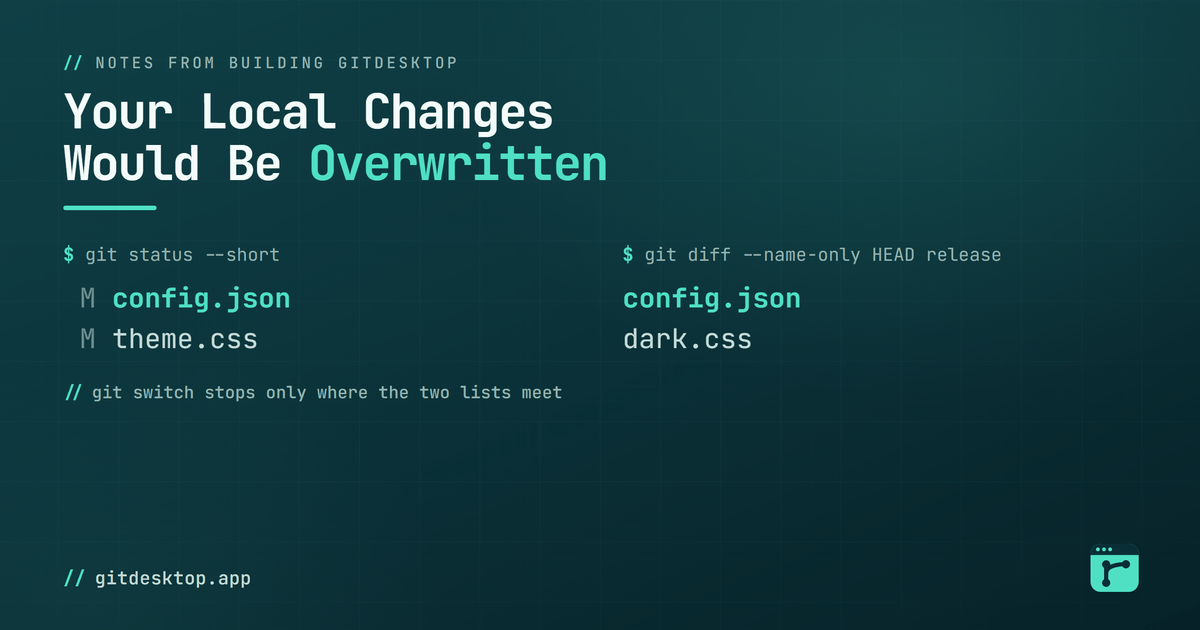 // NOTES FROM BUILDING GITDESKTOP
Your Local Changes
Would Be Overwritten
$ git status --short
M config.json
M theme.css
$ git diff --name-only HEAD release
config.json
dark.css
// git switch stops only where the two lists meet
// gitdesktop.app